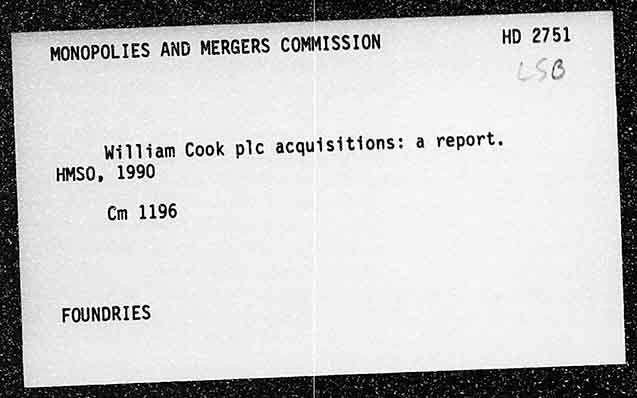 MONOPOLIES AND MERGERS COMMISSION HD 2751
LSB
William Cook plc acquisitions: a report.
HMSO, 1990
Cm 1196
FOUNDRIES